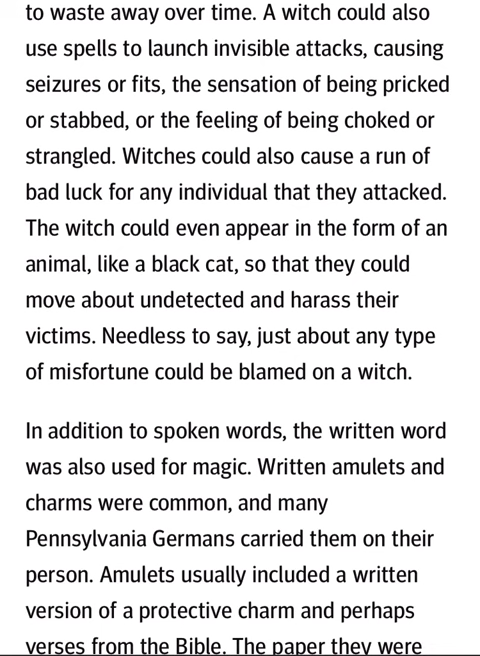 to waste away over time. A witch could also
use spells to launch invisible attacks, causing
seizures or fits, the sensation of being pricked
or stabbed, or the feeling of being choked or
strangled. Witches could also cause a run of
bad luck for any individual that they attacked.
The witch could even appear in the form of an
animal, like a black cat, so that they could
move about undetected and harass their
victims. Needless to say, just about any type
of misfortune could be blamed on a witch.
In addition to spoken words, the written word
was also used for magic. Written amulets and
charms were common, and many
Pennsylvania Germans carried them on their
person. Amulets usually included a written
version of a protective charm and perhaps
verses from the Bible. The paper they were